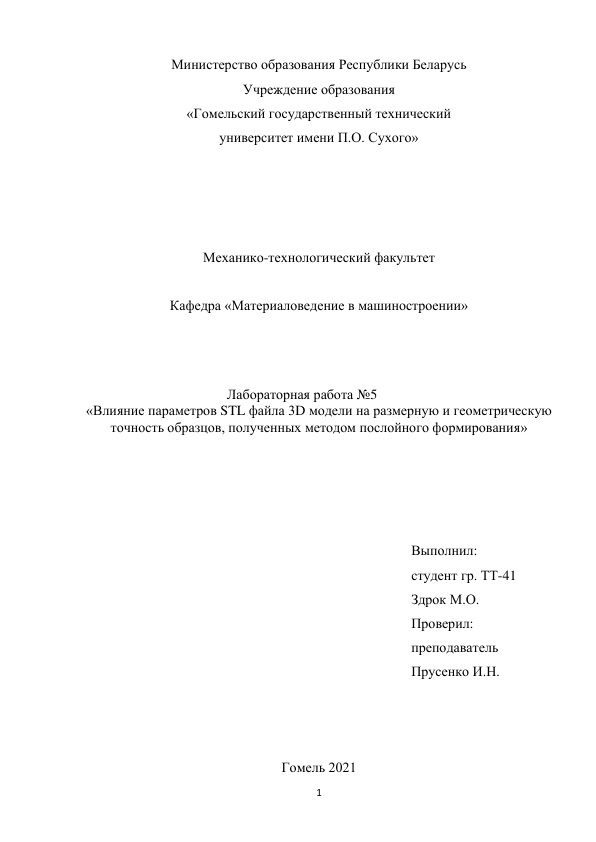 Министерство образования Республики Беларусь
Учреждение образования
«Гомельский государственный технический
университет имени П.О. Сухого»
Механико-технологический факультет
Кафедра «Материаловедение в машиностроении»
Лабораторная работа №5
«Влияние параметров STL файла 3D модели на размерную и геометрическую
точность образцов, полученных методом послойного формирования»
Выполнил:
студент гр. ТТ-41
Здрок М.О.
Проверил:
преподаватель
Прусенко И.Н.
Гомель 2021
1